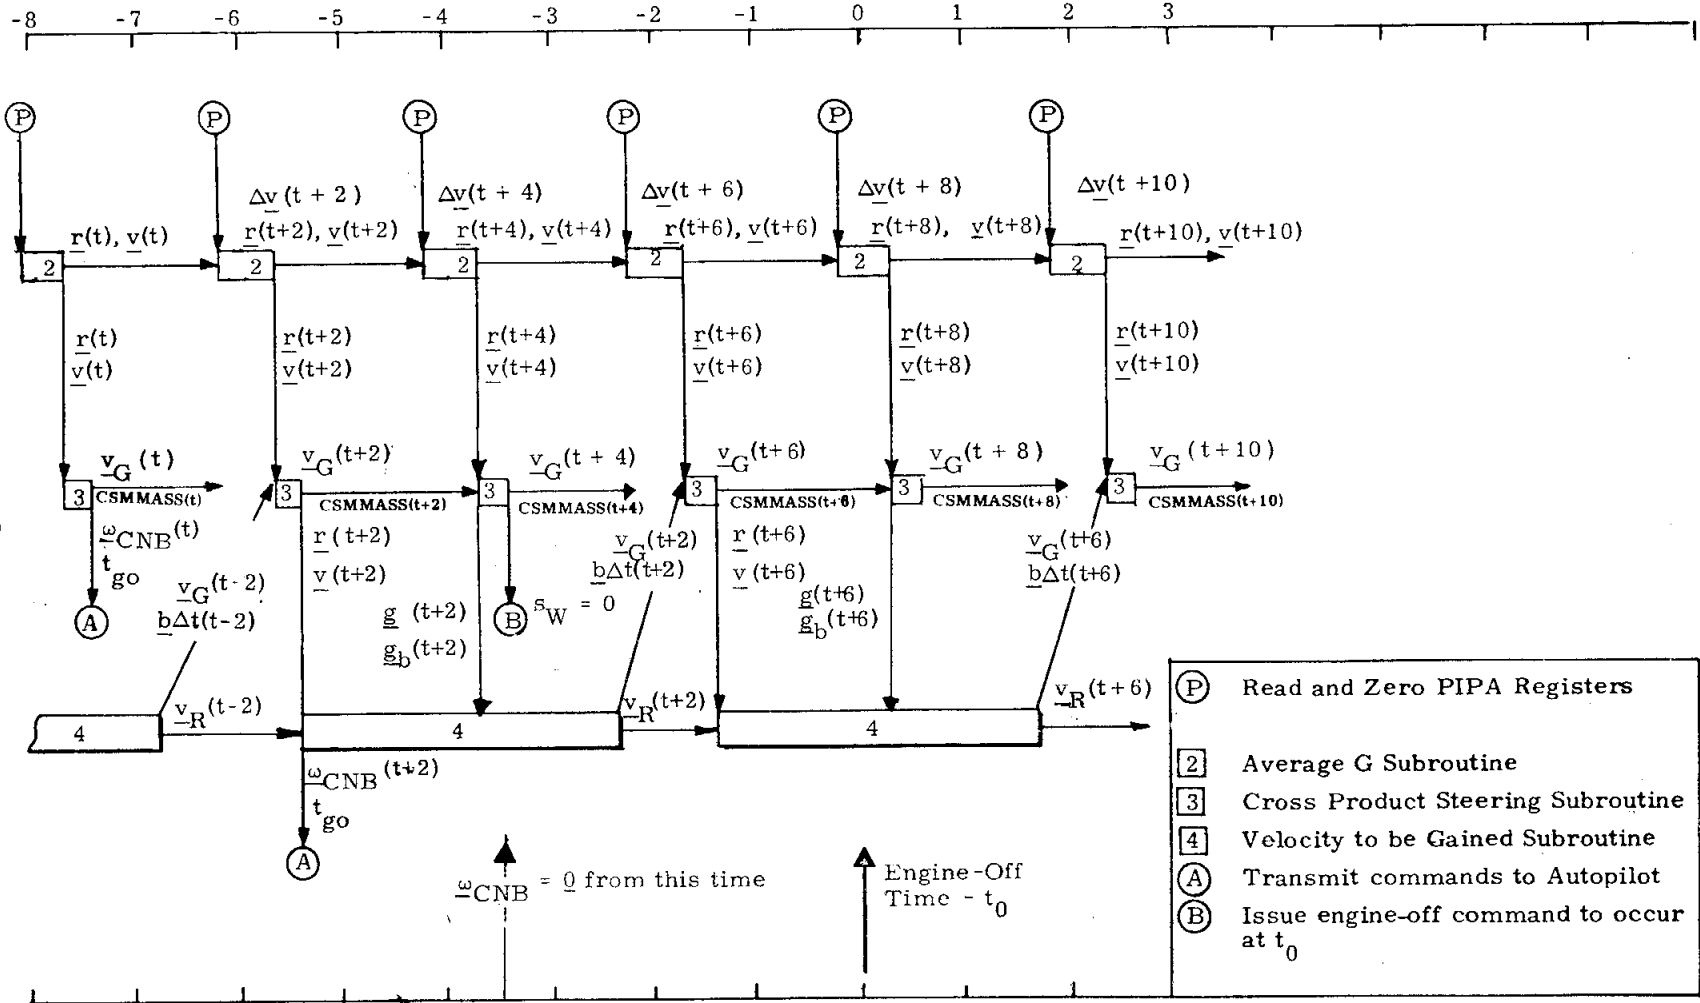 -8 -7 -6 -5 -4 -3 -2 -1 0 1 2 3
P P P P P P
Δv(t + 2) Δv(t + 4) Δv(t + 6) Δv(t + 8) Δv(t +10)
r(t), v(t) r(t+2), v(t+2) r(t+4), v(t+4) r(t+6), v(t+6) r(t+8), v(t+8) r(t+10), v(t+10)
2 2 2 2 2 2
r(t) r(t+2) r(t+4) r(t+6) r(t+8) r(t+10)
v(t) v(t+2) v(t+4) v(t+6) v(t+8) v(t+10)
v_G(t) v_G(t+2) v_G(t + 4) v_G(t+6) v_G(t + 8) v_G(t+10)
3 3 3 3 3 3
CSMMASS(t) CSMMASS(t+2) CSMMASS(t+4) CSMMASS(t+6) CSMMASS(t+8) CSMMASS(t+10)
ω_CNB(t) r(t+2) v_G(t+2) r(t+6) v_G(t+6)
t_go v(t+2) bΔt(t+2) v(t+6) bΔt(t+6)
v_G(t-2) g(t+2) s_W = 0 g(t+6)
A bΔt(t-2) g_b(t+2) B g_b(t+6)
v_R(t-2) v_R(t+2) v_R(t+6)
4 4 4
ω_CNB(t+2)
t_go
A
ω_CNB = 0 from this time
Engine-Off
Time - t_0
P Read and Zero PIPA Registers
2 Average G Subroutine
3 Cross Product Steering Subroutine
4 Velocity to be Gained Subroutine
A Transmit commands to Autopilot
B Issue engine-off command to occur
at t_0